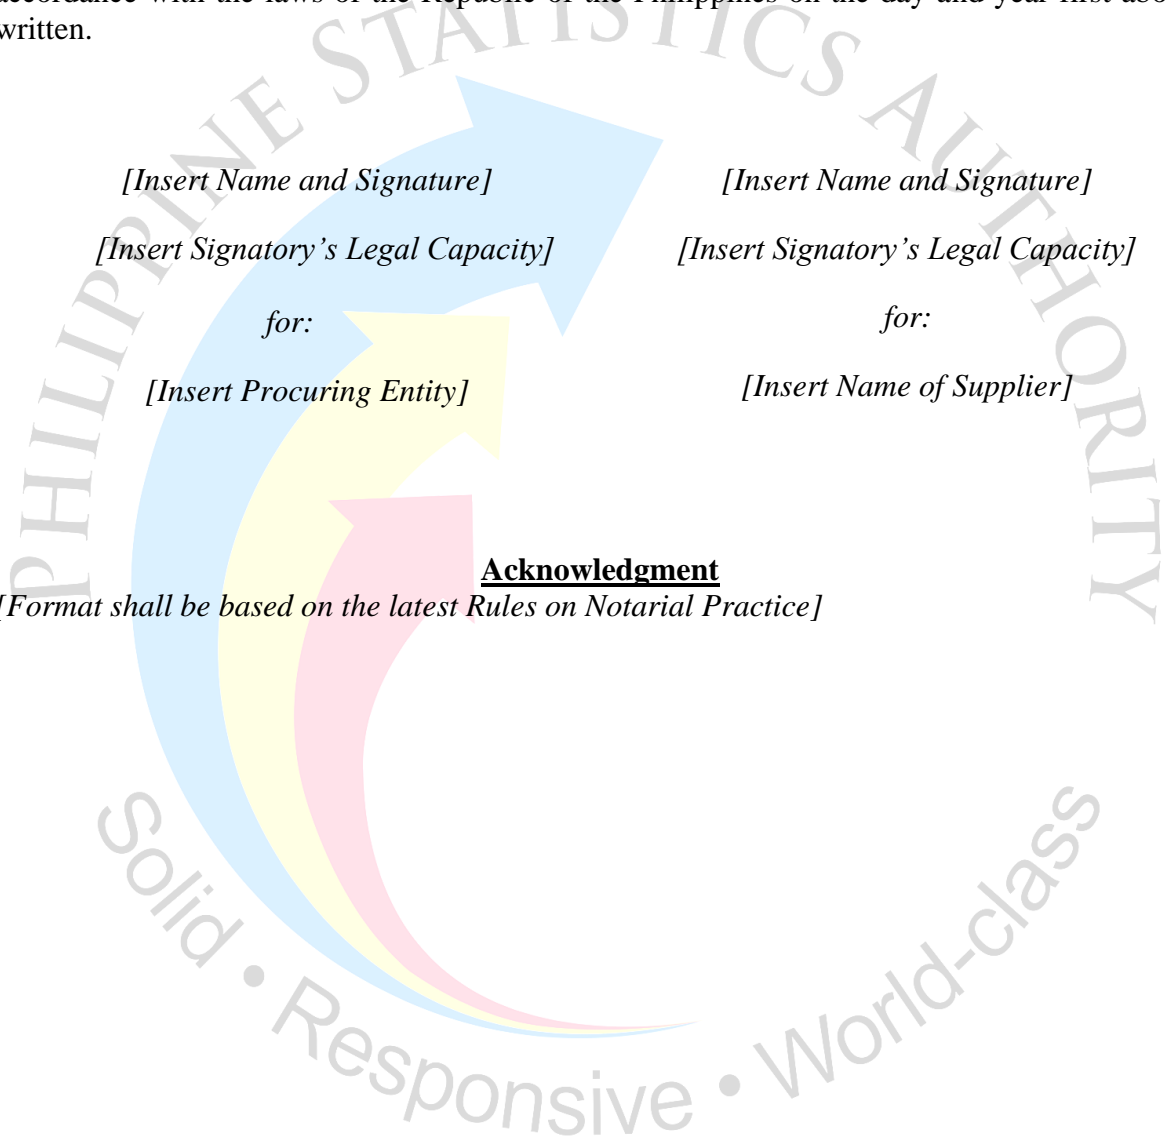 accordance with the laws of the Republic of the Philippines on the day and year first
written.
PHILIPPINE STATISTICS AUTHORITY
[Insert Name and Signature] [Insert Name and Signature]
[Insert Signatory’s Legal Capacity] [Insert Signatory’s Legal Capacity]
for: for:
[Insert Procuring Entity] [Insert Name of Supplier]
Acknowledgment
[Format shall be based on the latest Rules on Notarial Practice]
Solid • Responsive • World-class